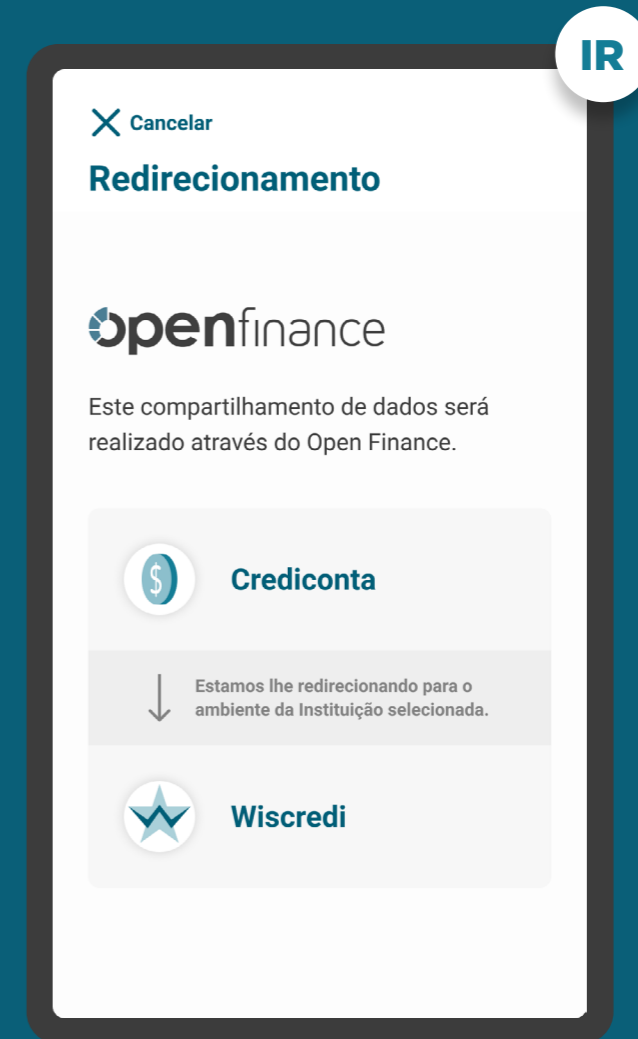 IR
Cancelar
Redirecionamento
openfinance
Este compartilhamento de dados será
realizado através do Open Finance.
$
Crediconta
Estamos lhe redirecionando para o
ambiente da Instituição selecionada.
Wiscredi